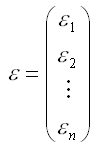 ε = ( ε₁
ε₂
⋮
εₙ )